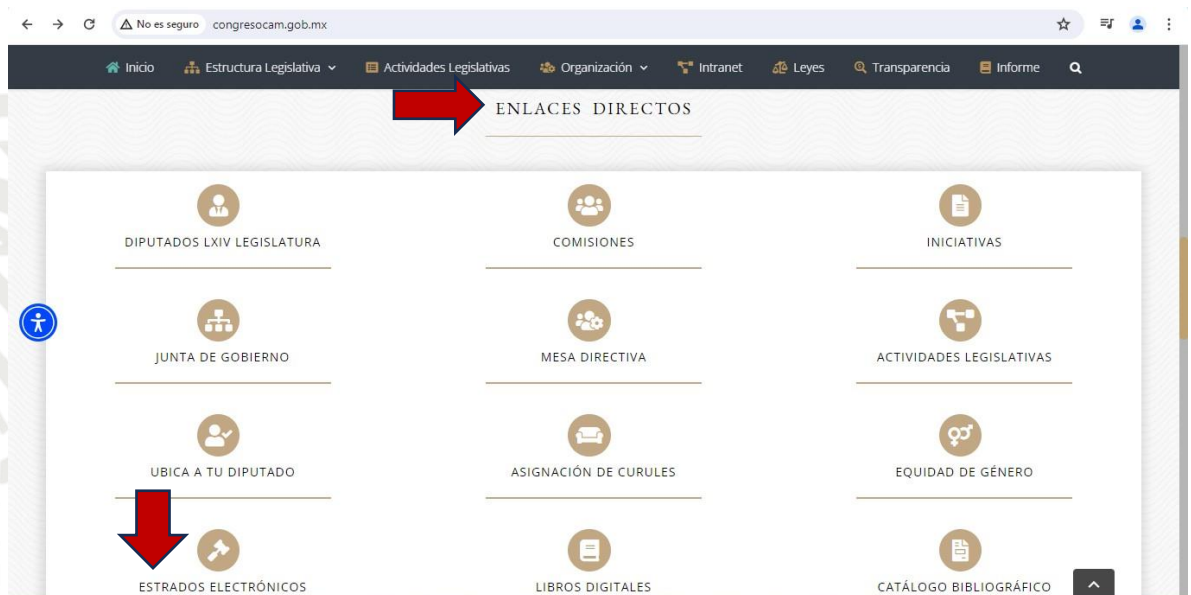 No es seguro congresocam.gob.mx
Inicio Estructura Legislativa Actividades Legislativas Organización Intranet Leyes Transparencia Informe
ENLACES DIRECTOS
DIPUTADOS LXIV LEGISLATURA COMISIONES INICIATIVAS
JUNTA DE GOBIERNO MESA DIRECTIVA ACTIVIDADES LEGISLATIVAS
UBICA A TU DIPUTADO ASIGNACIÓN DE CURULES EQUIDAD DE GÉNERO
ESTRADOS ELECTRÓNICOS LIBROS DIGITALES CATÁLOGO BIBLIOGRÁFICO